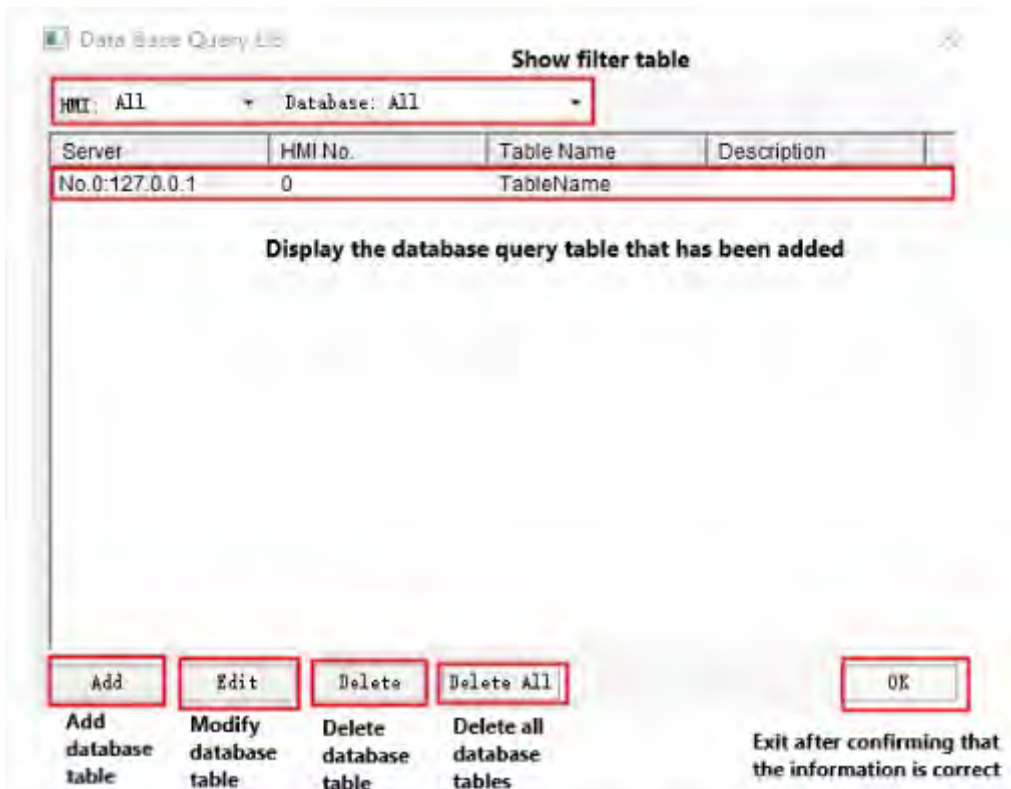 Data Base Query List
Show filter table
HMI: All Database: All
Server HMI No. Table Name Description
No.0:127.0.0.1 0 TableName
Display the database query table that has been added
Add Edit Delete Delete All OK
Add database table
Modify database table
Delete database table
Delete all database tables
Exit after confirming that
the information is correct